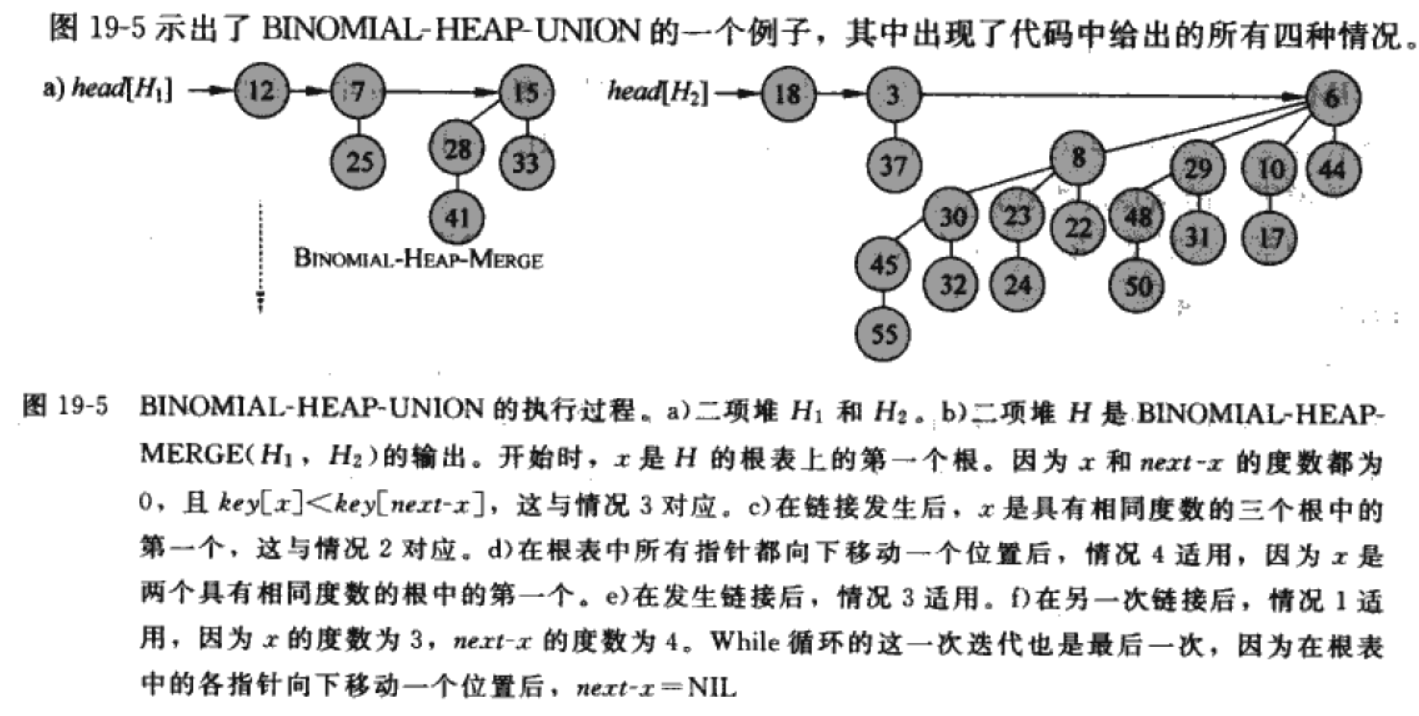 图 19-5 示出了 BINOMIAL-HEAP-UNION 的一个例子，其中出现了代码中给出的所有四种情况。
a) head[H₁] 12 7 15 head[H₂] 18 3 6
25 28 33 37 8 29 10 44
41 30 23 22 48 31 17
BINOMIAL-HEAP-MERGE 45 32 24 50
55
图 19-5 BINOMIAL-HEAP-UNION 的执行过程。a)二项堆 H₁ 和 H₂。b)二项堆 H 是 BINOMIAL-HEAP-
MERGE(H₁，H₂)的输出。开始时，x 是 H 的根表上的第一个根。因为 x 和 next-x 的度数都为
0，且 key[x]<key[next-x]，这与情况 3 对应。c)在链接发生后，x 是具有相同度数的三个根中的
第一个，这与情况 2 对应。d)在根表中所有指针都向下移动一个位置后，情况 4 适用，因为 x 是
两个具有相同度数的根中的第一个。e)在发生链接后，情况 3 适用。f)在另一次链接后，情况 1 适
用，因为 x 的度数为 3，next-x 的度数为 4。While 循环的这一次迭代也是最后一次，因为在根表
中的各指针向下移动一个位置后，next-x=NIL